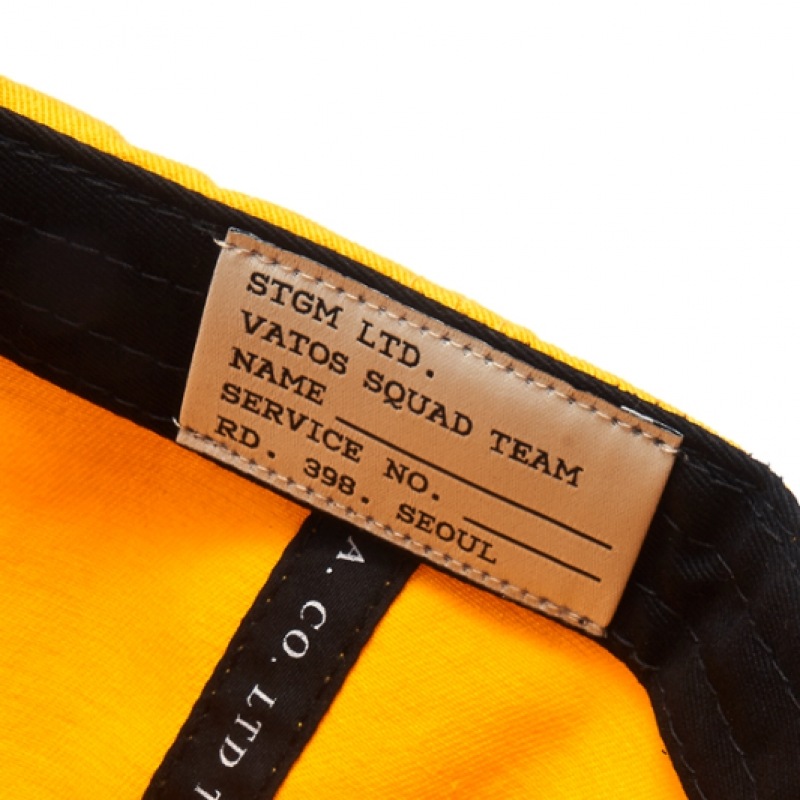 STGM LTD.
VATOS SQUAD TEAM
NAME
SERVICE NO.
RD. 398. SEOUL
A. CO. LTD